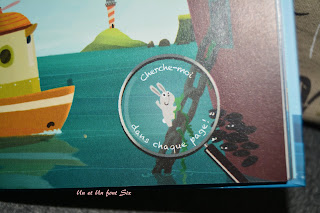 Cherche-moi
dans chaque page!
Un et Un font Six